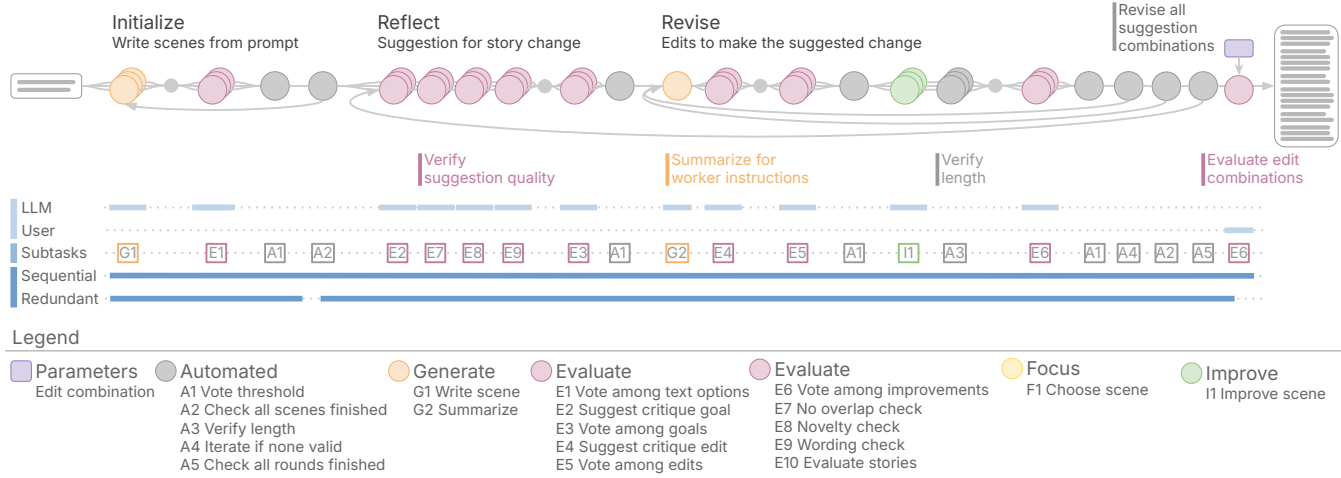 Initialize
Write scenes from prompt
Reflect
Suggestion for story change
Revise
Edits to make the suggested change
Revise all
suggestion
combinations
Verify
suggestion quality
Summarize for
worker instructions
Verify
length
Evaluate edit
combinations
LLM
User
Subtasks G1 E1 A1 A2 E2 E7 E8 E9 E3 A1 G2 E4 E5 A1 I1 A3 E6 A1 A4 A2 A5 E6
Sequential
Redundant
Legend
Parameters
Edit combination
Automated
A1 Vote threshold
A2 Check all scenes finished
A3 Verify length
A4 Iterate if none valid
A5 Check all rounds finished
Generate
G1 Write scene
G2 Summarize
Evaluate
E1 Vote among text options
E2 Suggest critique goal
E3 Vote among goals
E4 Suggest critique edit
E5 Vote among edits
Evaluate
E6 Vote among improvements
E7 No overlap check
E8 Novelty check
E9 Wording check
E10 Evaluate stories
Focus
F1 Choose scene
Improve
I1 Improve scene